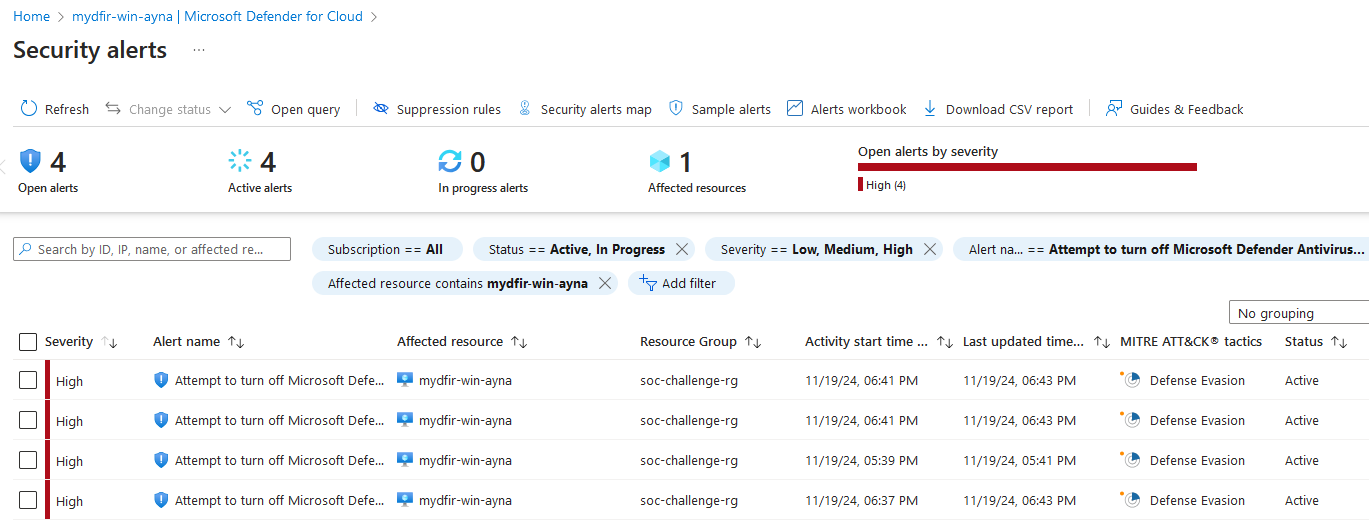 Home > mydfir-win-ayna | Microsoft Defender for Cloud >
Security alerts ...
Refresh Change status Open query Suppression rules Security alerts map Sample alerts Alerts workbook Download CSV report Guides & Feedback
4 4 0 1 Open alerts by severity
Open alerts Active alerts In progress alerts Affected resources High (4)
Search by ID, IP, name, or affected re... Subscription == All Status == Active, In Progress Severity == Low, Medium, High Alert na... == Attempt to turn off Microsoft Defender Antivirus...
Affected resource contains mydfir-win-ayna Add filter
No grouping
Severity Alert name Affected resource Resource Group Activity start time ... Last updated time... MITRE ATT&CK® tactics Status
High Attempt to turn off Microsoft Defe... mydfir-win-ayna soc-challenge-rg 11/19/24, 06:41 PM 11/19/24, 06:43 PM Defense Evasion Active
High Attempt to turn off Microsoft Defe... mydfir-win-ayna soc-challenge-rg 11/19/24, 06:41 PM 11/19/24, 06:43 PM Defense Evasion Active
High Attempt to turn off Microsoft Defe... mydfir-win-ayna soc-challenge-rg 11/19/24, 05:39 PM 11/19/24, 05:41 PM Defense Evasion Active
High Attempt to turn off Microsoft Defe... mydfir-win-ayna soc-challenge-rg 11/19/24, 06:37 PM 11/19/24, 06:43 PM Defense Evasion Active